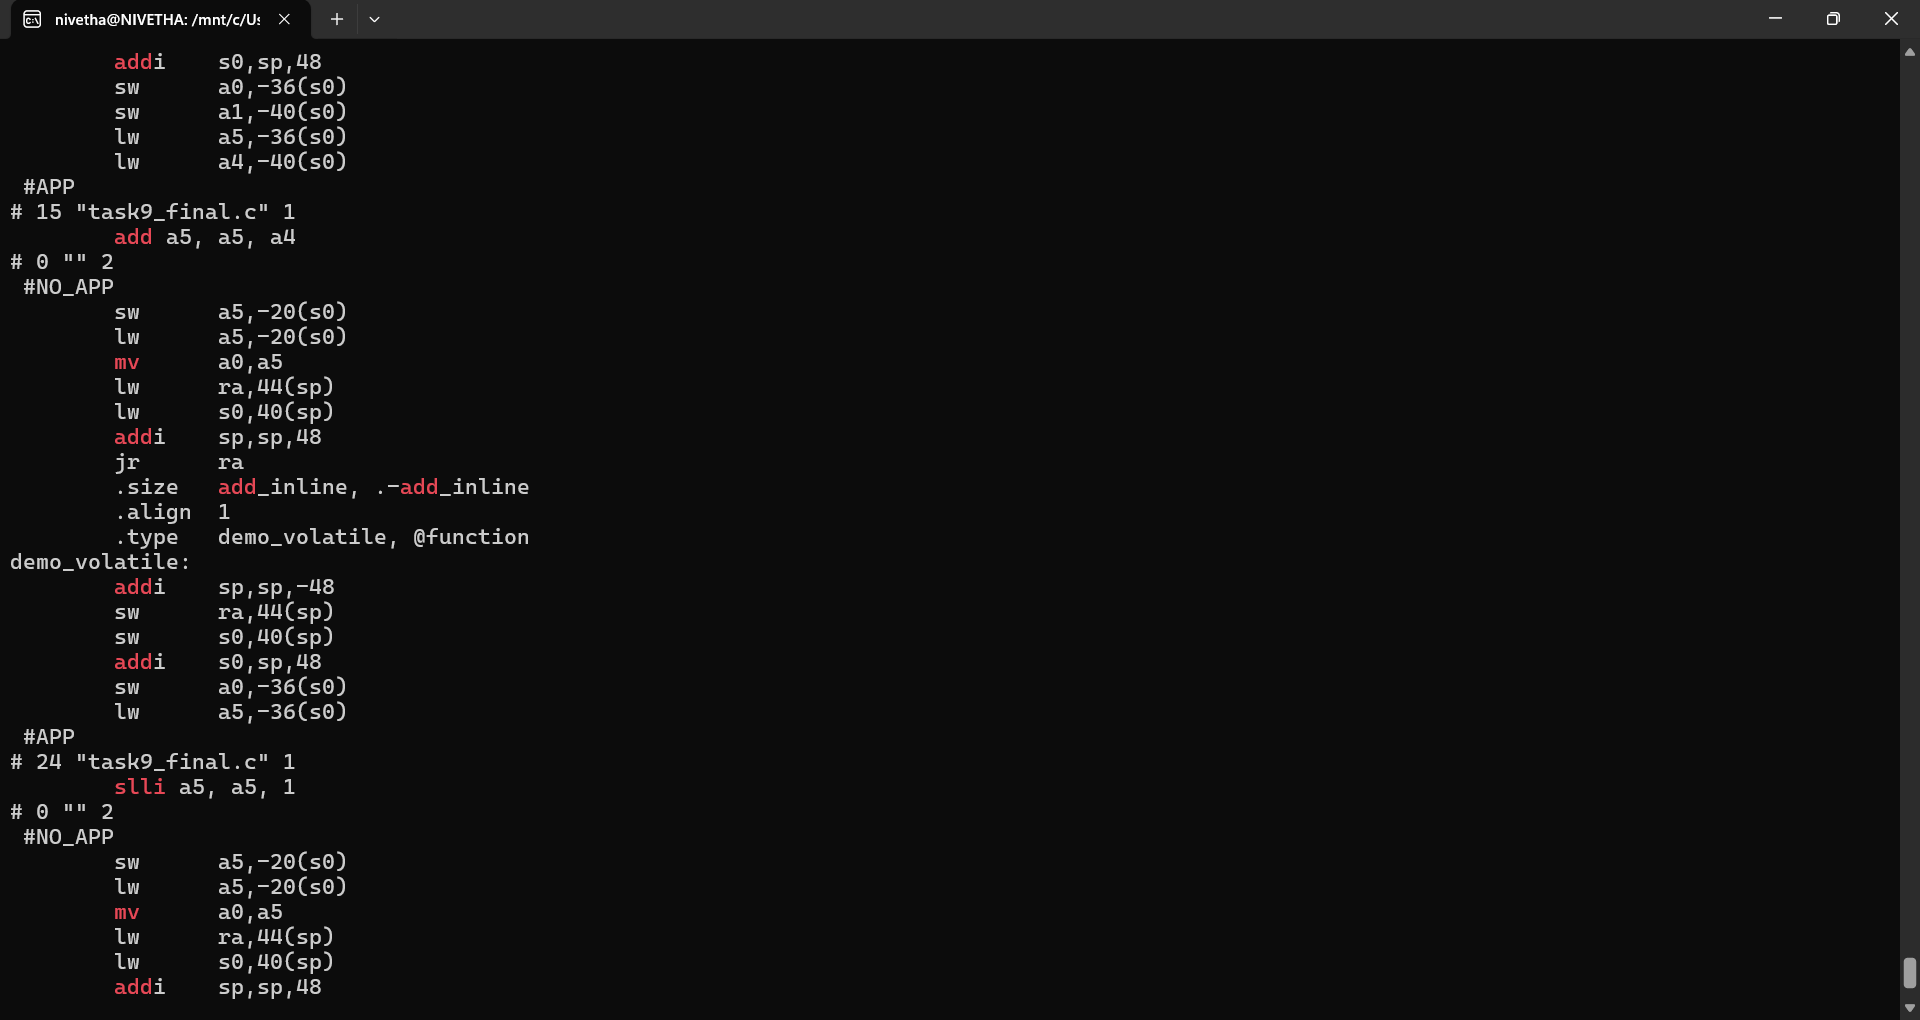 nivetha@NIVETHA: /mnt/c/Us
addi s0,sp,48
sw a0,-36(s0)
sw a1,-40(s0)
lw a5,-36(s0)
lw a4,-40(s0)
#APP
# 15 "task9_final.c" 1
add a5, a5, a4
# 0 "" 2
#NO_APP
sw a5,-20(s0)
lw a5,-20(s0)
mv a0,a5
lw ra,44(sp)
lw s0,40(sp)
addi sp,sp,48
jr ra
.size add_inline, .-add_inline
.align 1
.type demo_volatile, @function
demo_volatile:
addi sp,sp,-48
sw ra,44(sp)
sw s0,40(sp)
addi s0,sp,48
sw a0,-36(s0)
lw a5,-36(s0)
#APP
# 24 "task9_final.c" 1
slli a5, a5, 1
# 0 "" 2
#NO_APP
sw a5,-20(s0)
lw a5,-20(s0)
mv a0,a5
lw ra,44(sp)
lw s0,40(sp)
addi sp,sp,48